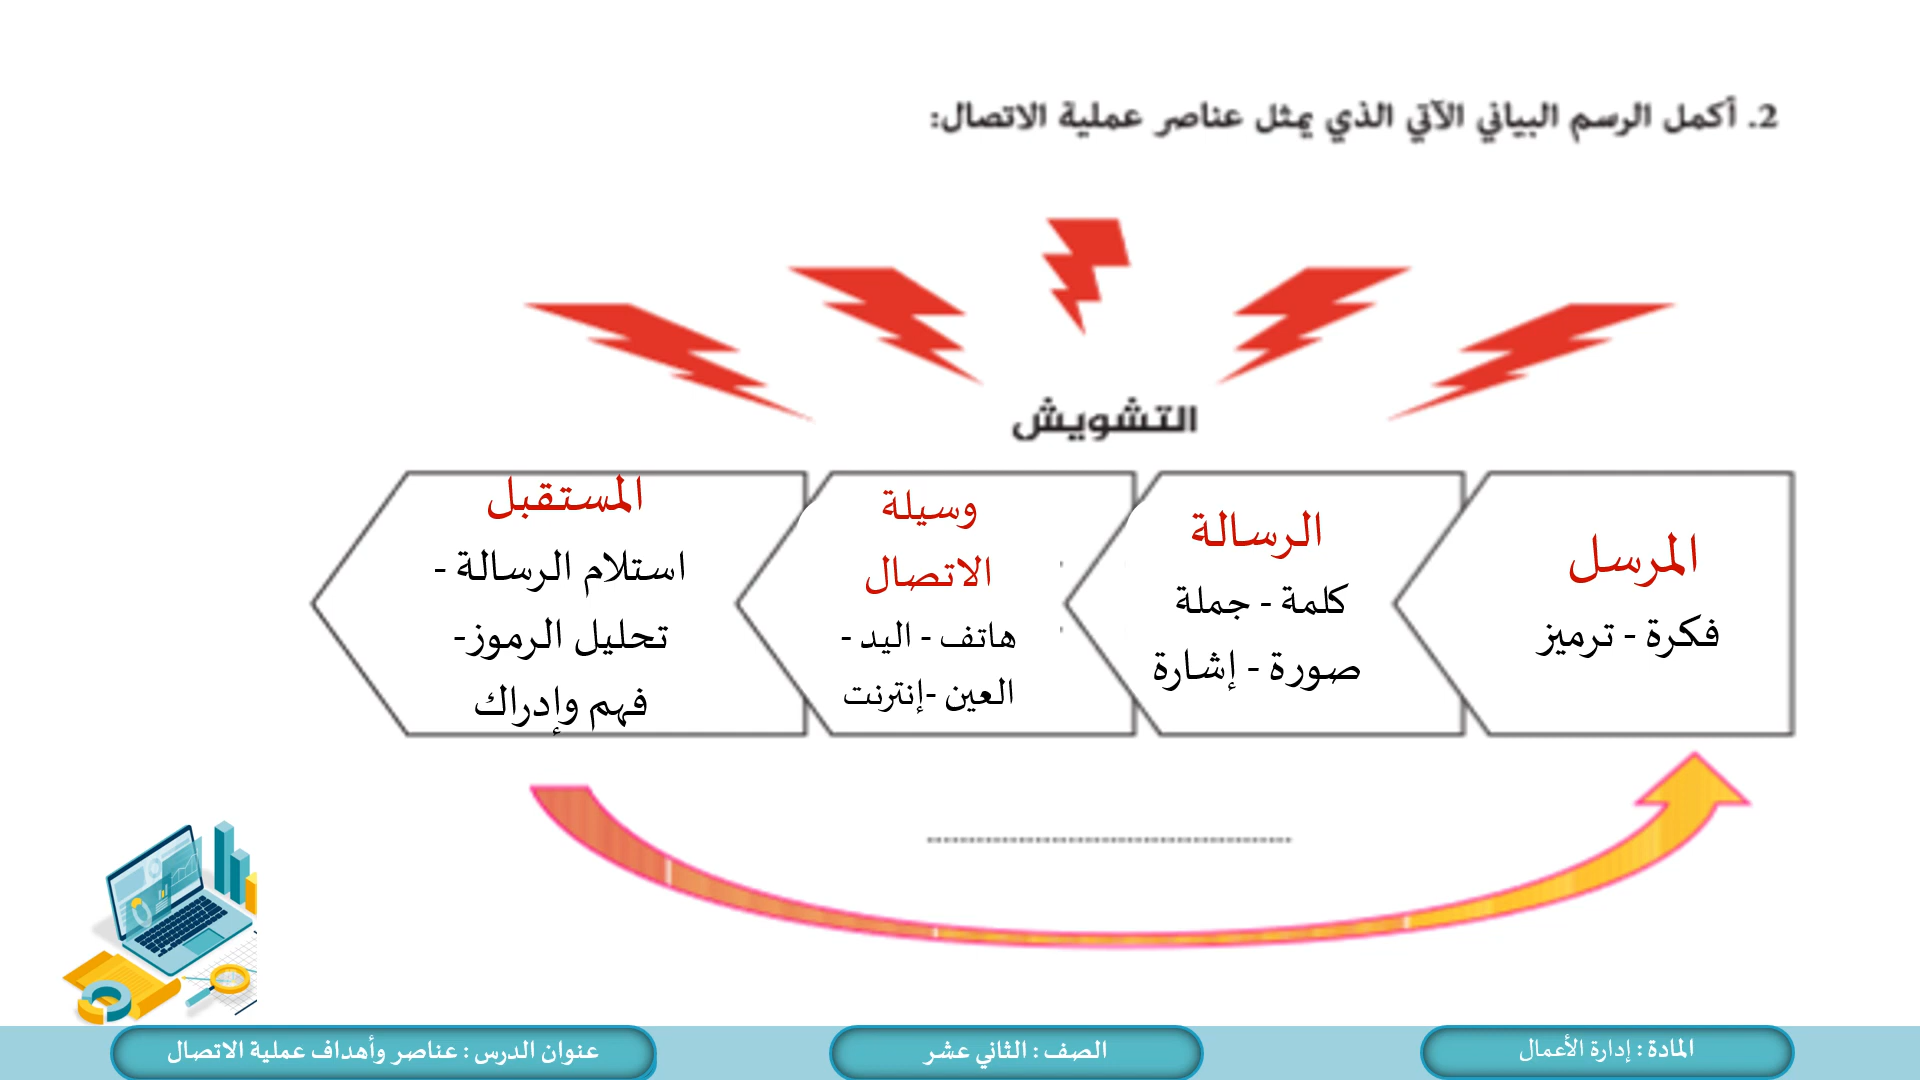 2. أكمل الرسم البياني الآتي الذي يمثل عناصر عملية الاتصال:
التشويش
المرسل
فكرة - ترميز
الرسالة
كلمة - جملة
صورة - إشارة
وسيلة
الاتصال
هاتف - اليد -
العين -إنترنت
المستقبل
استلام الرسالة -
تحليل الرموز-
فهم وإدراك
المادة : إدارة الأعمال
الصف : الثاني عشر
عنوان الدرس : عناصر وأهداف عملية الاتصال